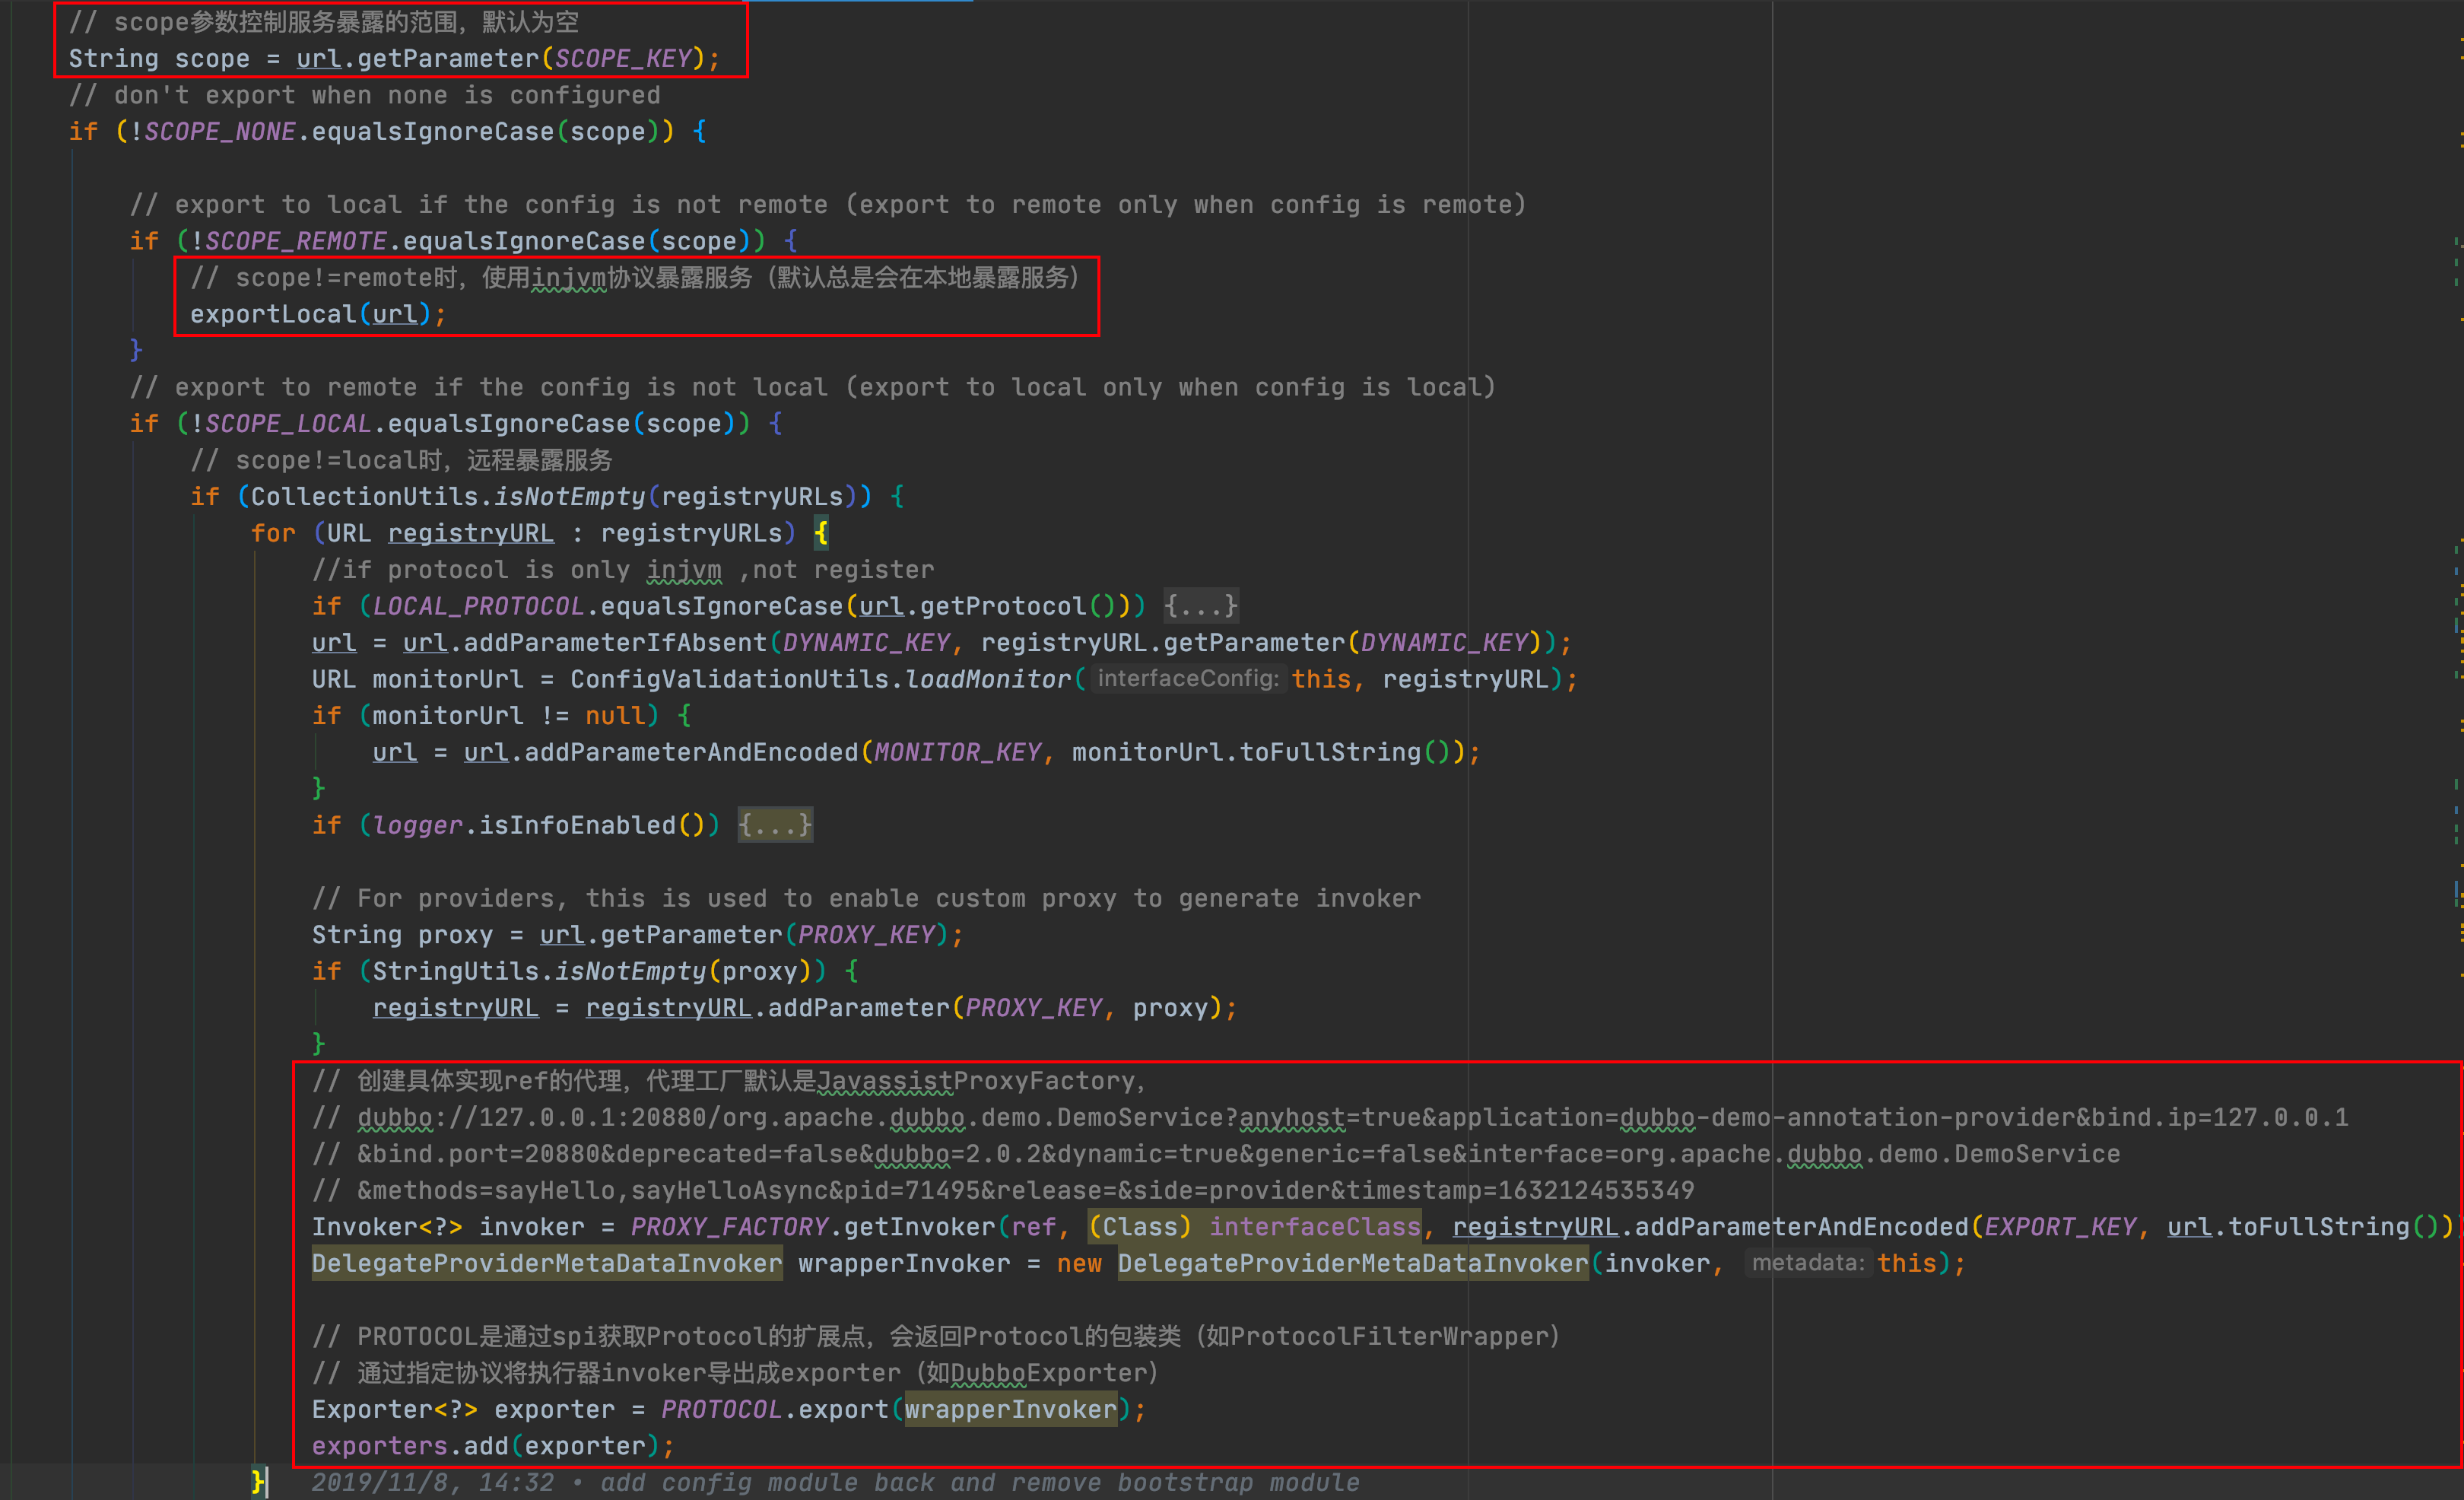 // scope参数控制服务暴露的范围，默认为空
String scope = url.getParameter(SCOPE_KEY);
// don't export when none is configured
if (!SCOPE_NONE.equalsIgnoreCase(scope)) {
// export to local if the config is not remote (export to remote only when config is remote)
if (!SCOPE_REMOTE.equalsIgnoreCase(scope)) {
// scope!=remote时，使用injvm协议暴露服务（默认总是会在本地暴露服务）
exportLocal(url);
}
// export to remote if the config is not local (export to local only when config is local)
if (!SCOPE_LOCAL.equalsIgnoreCase(scope)) {
// scope!=local时，远程暴露服务
if (CollectionUtils.isNotEmpty(registryURLs)) {
for (URL registryURL : registryURLs) {
//if protocol is only injvm ,not register
if (LOCAL_PROTOCOL.equalsIgnoreCase(url.getProtocol())) {...}
url = url.addParameterIfAbsent(DYNAMIC_KEY, registryURL.getParameter(DYNAMIC_KEY));
URL monitorUrl = ConfigValidationUtils.loadMonitor( interfaceConfig: this, registryURL);
if (monitorUrl != null) {
url = url.addParameterAndEncoded(MONITOR_KEY, monitorUrl.toFullString());
}
if (logger.isInfoEnabled()) {...}
// For providers, this is used to enable custom proxy to generate invoker
String proxy = url.getParameter(PROXY_KEY);
if (StringUtils.isNotEmpty(proxy)) {
registryURL = registryURL.addParameter(PROXY_KEY, proxy);
}
// 创建具体实现ref的代理，代理工厂默认是JavassistProxyFactory，
// dubbo://127.0.0.1:20880/org.apache.dubbo.demo.DemoService?anyhost=true&application=dubbo-demo-annotation-provider&bind.ip=127.0.0.1
// &bind.port=20880&deprecated=false&dubbo=2.0.2&dynamic=true&generic=false&interface=org.apache.dubbo.demo.DemoService
// &methods=sayHello,sayHelloAsync&pid=71495&release=&side=provider&timestamp=1632124535349
Invoker<?> invoker = PROXY_FACTORY.getInvoker(ref, (Class) interfaceClass, registryURL.addParameterAndEncoded(EXPORT_KEY, url.toFullString())
DelegateProviderMetaDataInvoker wrapperInvoker = new DelegateProviderMetaDataInvoker(invoker, metadata: this);
// PROTOCOL是通过spi获取Protocol的扩展点，会返回Protocol的包装类（如ProtocolFilterWrapper）
// 通过指定协议将执行器invoker导出成exporter（如DubboExporter）
Exporter<?> exporter = PROTOCOL.export(wrapperInvoker);
exporters.add(exporter);
} 2019/11/8, 14:32 • add config module back and remove bootstrap module